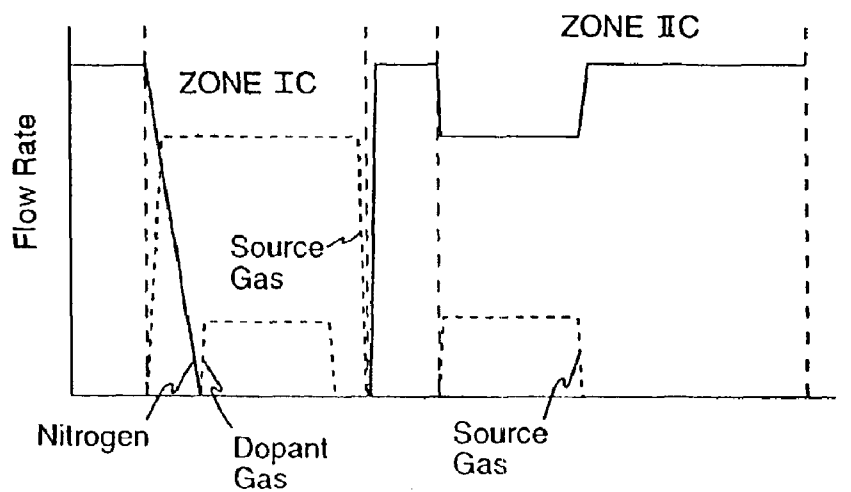 ZONE IIC
ZONE IC
Flow Rate
Source
Gas
Nitrogen
Dopant
Gas
Source
Gas